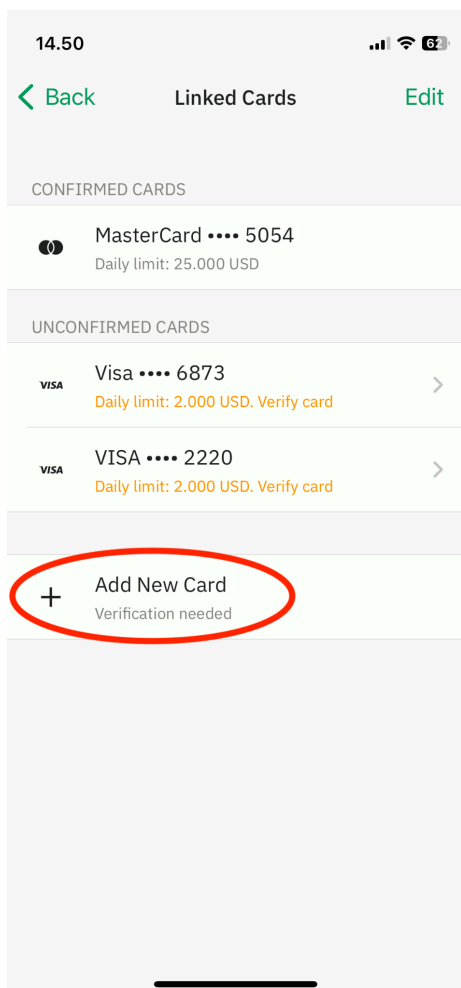 14.50
62
Back
Linked Cards
Edit
CONFIRMED CARDS
MasterCard •••• 5054
Daily limit: 25.000 USD
UNCONFIRMED CARDS
VISA
Visa •••• 6873
Daily limit: 2.000 USD. Verify card
VISA
VISA •••• 2220
Daily limit: 2.000 USD. Verify card
Add New Card
Verification needed